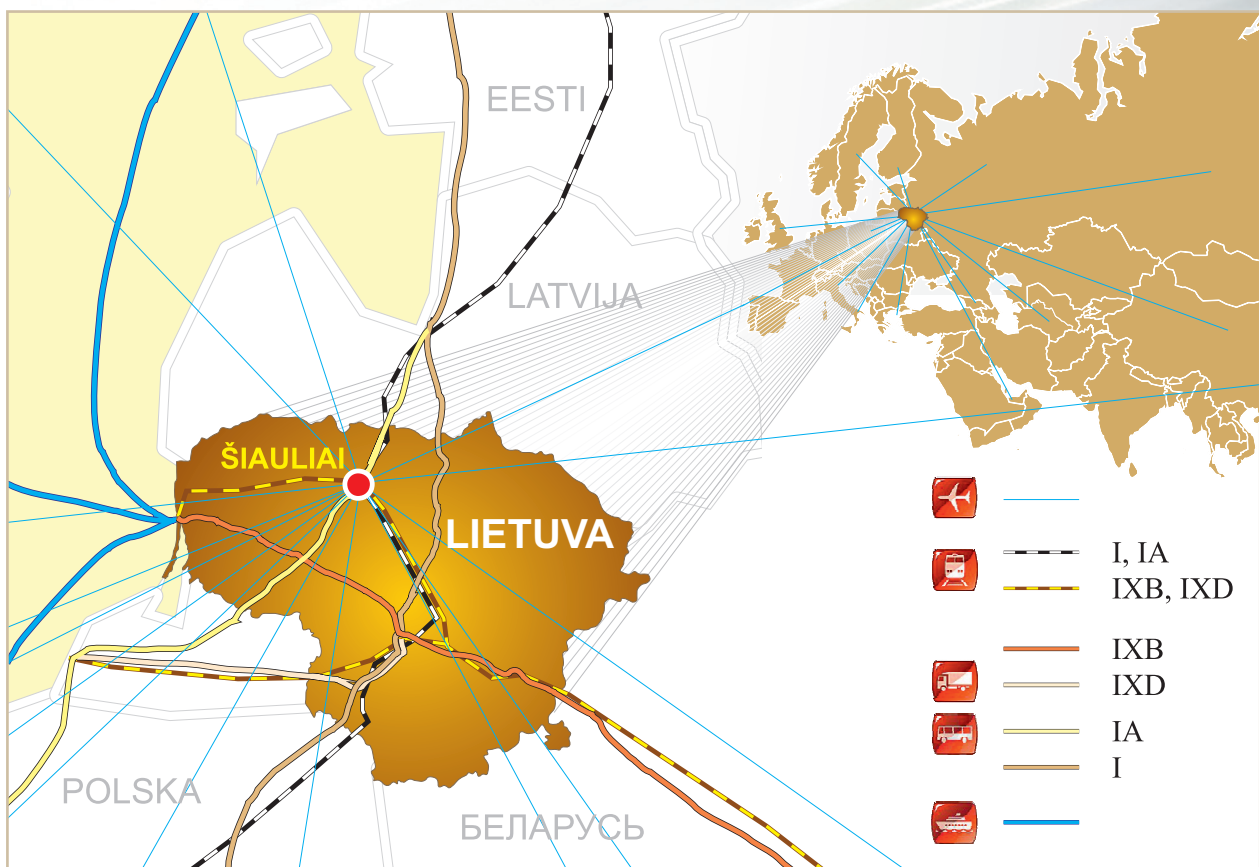 EESTI
LATVIJA
ŠIAULIAI
LIETUVA
POLSKA
БЕЛАРУСЬ
I, IA
IXB, IXD
IXB
IXD
IA
I